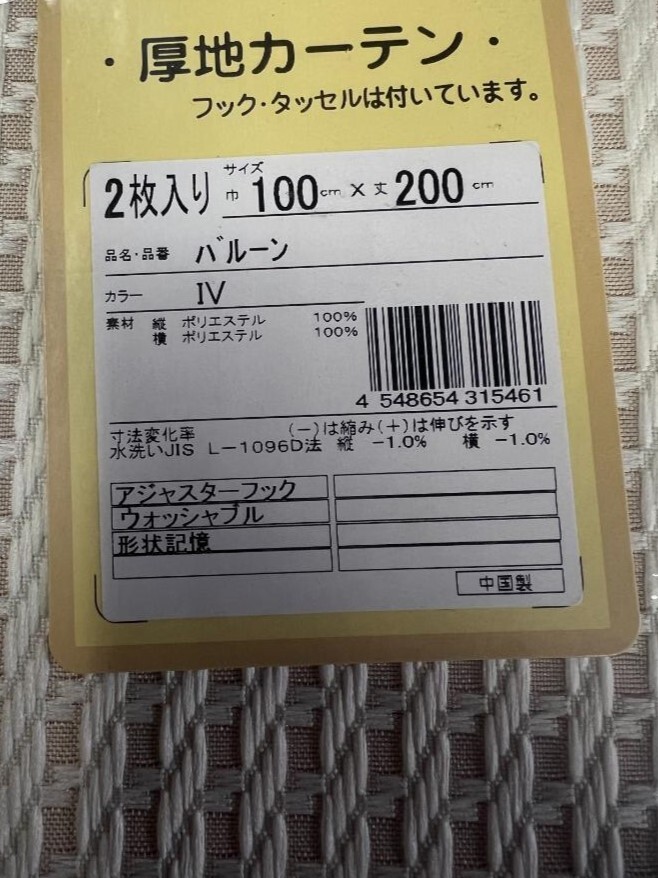 ・厚地カーテン・
フック・タッセルは付いています。
サイズ
2枚入り 巾 100cm × 丈 200cm
品名・品番 バルーン
カラー IV
素材 縦 ポリエステル 100%
横 ポリエステル 100%
4 548654 315461
寸法変化率 (−)は縮み(+)は伸びを示す
水洗いJIS L−1096D法 縦 −1.0% 横 −1.0%
アジャスターフック
ウォッシャブル
形状記憶
中国製